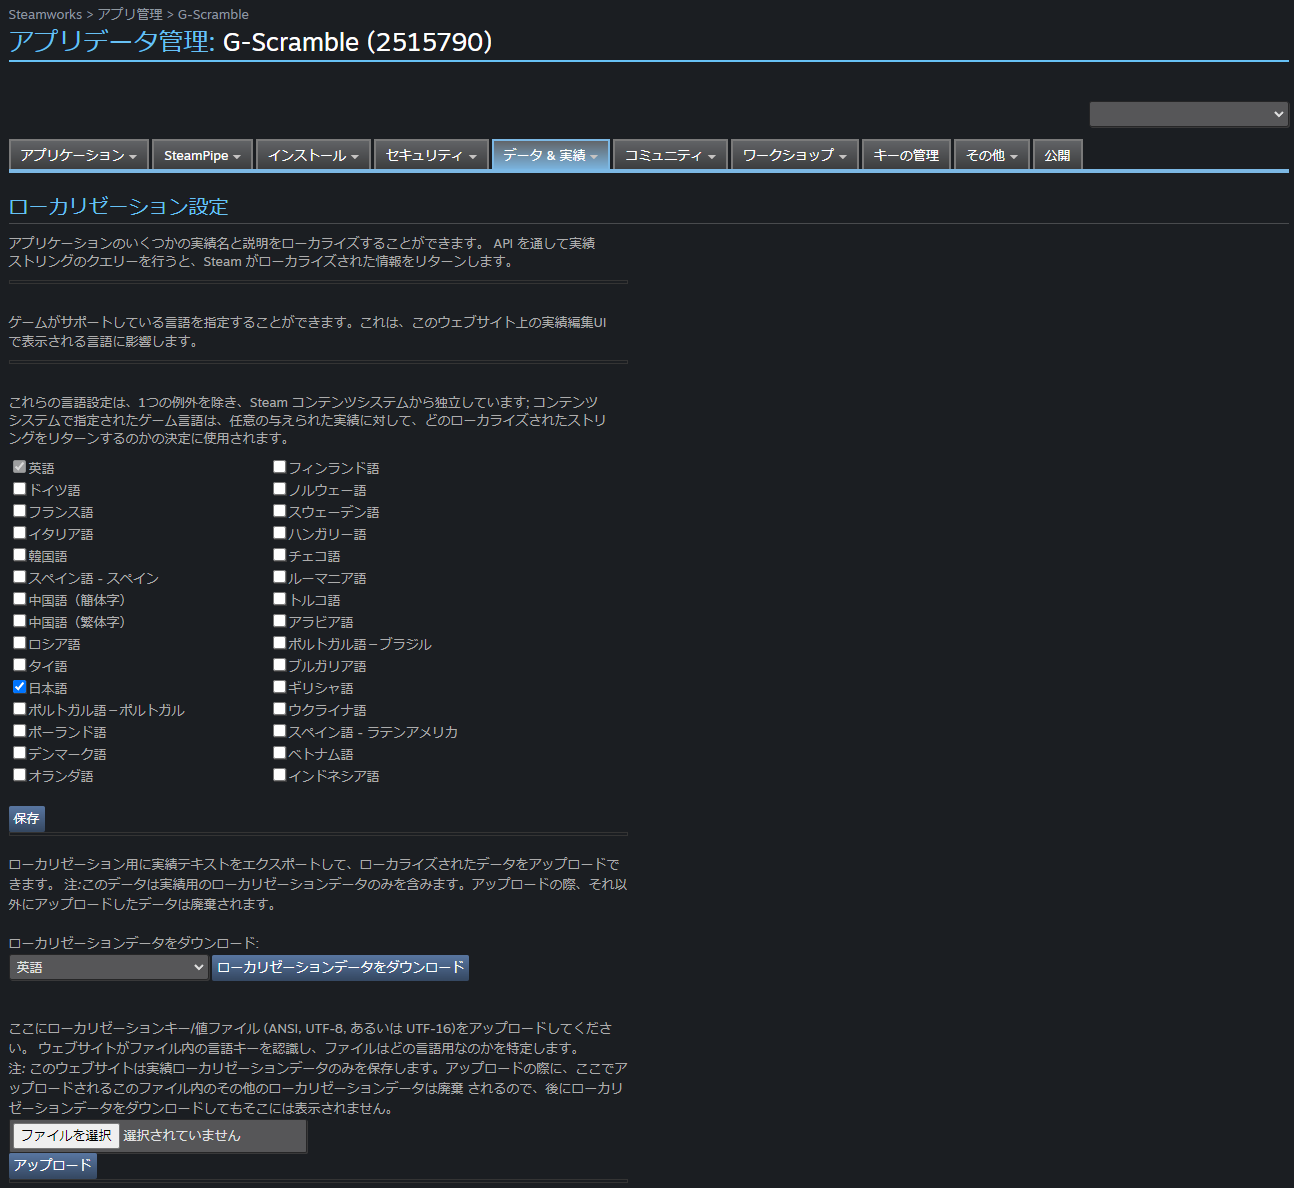 Steamworks > アプリ管理 > G-Scramble
アプリデータ管理: G-Scramble (2515790)
アプリケーション SteamPipe インストール セキュリティ データ & 実績 コミュニティ ワークショップ キーの管理 その他 公開
ローカリゼーション設定
アプリケーションのいくつかの実績名と説明をローカライズすることができます。 API を通して実績
ストリングのクエリーを行うと、Steam がローカライズされた情報をリターンします。
ゲームがサポートしている言語を指定することができます。これは、このウェブサイト上の実績編集UI
で表示される言語に影響します。
これらの言語設定は、1つの例外を除き、Steam コンテンツシステムから独立しています; コンテンツ
システムで指定されたゲーム言語は、任意の与えられた実績に対して、どのローカライズされたストリ
ングをリターンするのかの決定に使用されます。
英語 フィンランド語
ドイツ語 ノルウェー語
フランス語 スウェーデン語
イタリア語 ハンガリー語
韓国語 チェコ語
スペイン語 - スペイン ルーマニア語
中国語（簡体字） トルコ語
中国語（繁体字） アラビア語
ロシア語 ポルトガル語－ブラジル
タイ語 ブルガリア語
日本語 ギリシャ語
ポルトガル語－ポルトガル ウクライナ語
ポーランド語 スペイン語 - ラテンアメリカ
デンマーク語 ベトナム語
オランダ語 インドネシア語
保存
ローカリゼーション用に実績テキストをエクスポートして、ローカライズされたデータをアップロードで
きます。 注:このデータは実績用のローカリゼーションデータのみを含みます。アップロードの際、それ以
外にアップロードしたデータは廃棄されます。
ローカリゼーションデータをダウンロード:
英語 ローカリゼーションデータをダウンロード
ここにローカリゼーションキー/値ファイル (ANSI, UTF-8, あるいは UTF-16)をアップロードしてくださ
い。 ウェブサイトがファイル内の言語キーを認識し、ファイルはどの言語用なのかを特定します。
注: このウェブサイトは実績ローカリゼーションデータのみを保存します。アップロードの際に、ここでア
ップロードされるこのファイル内のその他のローカリゼーションデータは廃棄 されるので、後にローカリ
ゼーションデータをダウンロードしてもそこには表示されません。
ファイルを選択 選択されていません
アップロード